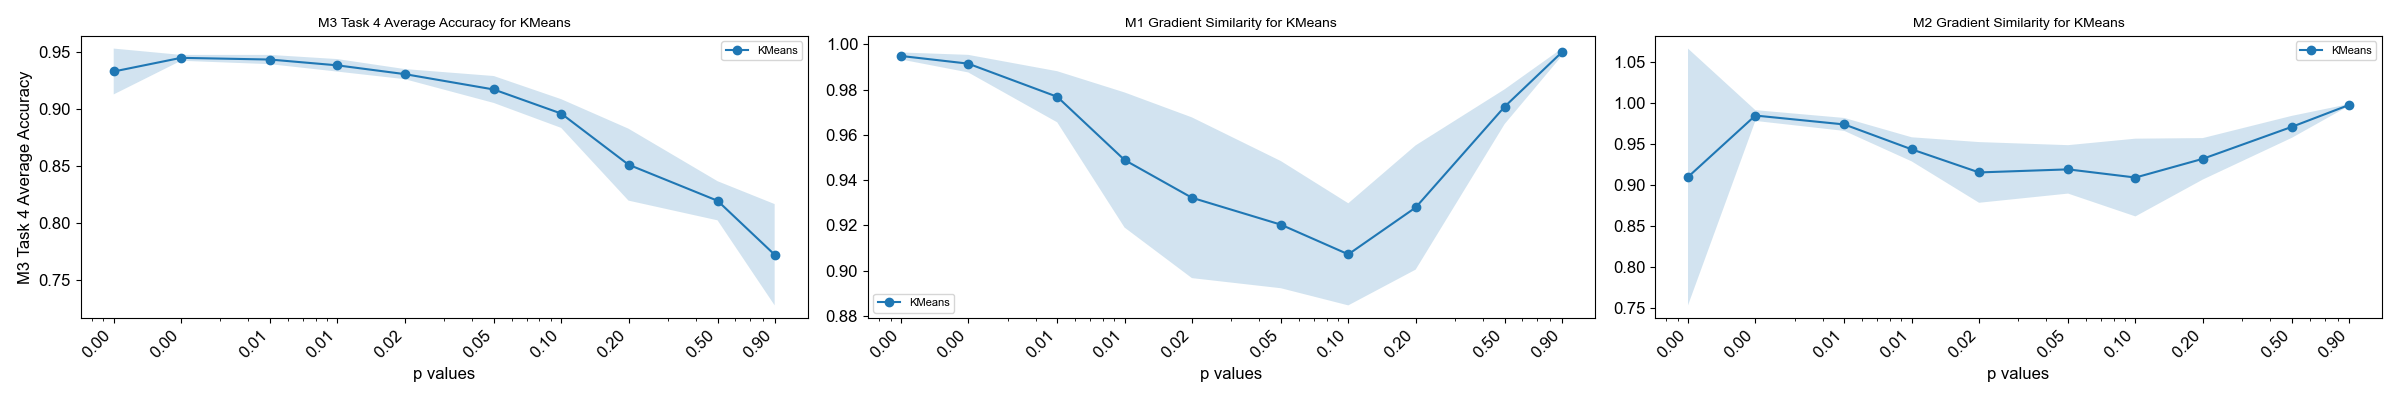 M3 Task 4 Average Accuracy for KMeans
M3 Task 4 Average Accuracy
0.95
0.90
0.85
0.80
0.75
KMeans
0.00 0.00 0.01 0.01 0.02 0.05 0.10 0.20 0.50 0.90
p values
M1 Gradient Similarity for KMeans
1.00
0.98
0.96
0.94
0.92
0.90
0.88
KMeans
0.00 0.00 0.01 0.01 0.02 0.05 0.10 0.20 0.50 0.90
p values
M2 Gradient Similarity for KMeans
1.05
1.00
0.95
0.90
0.85
0.80
0.75
KMeans
0.00 0.00 0.01 0.01 0.02 0.05 0.10 0.20 0.50 0.90
p values